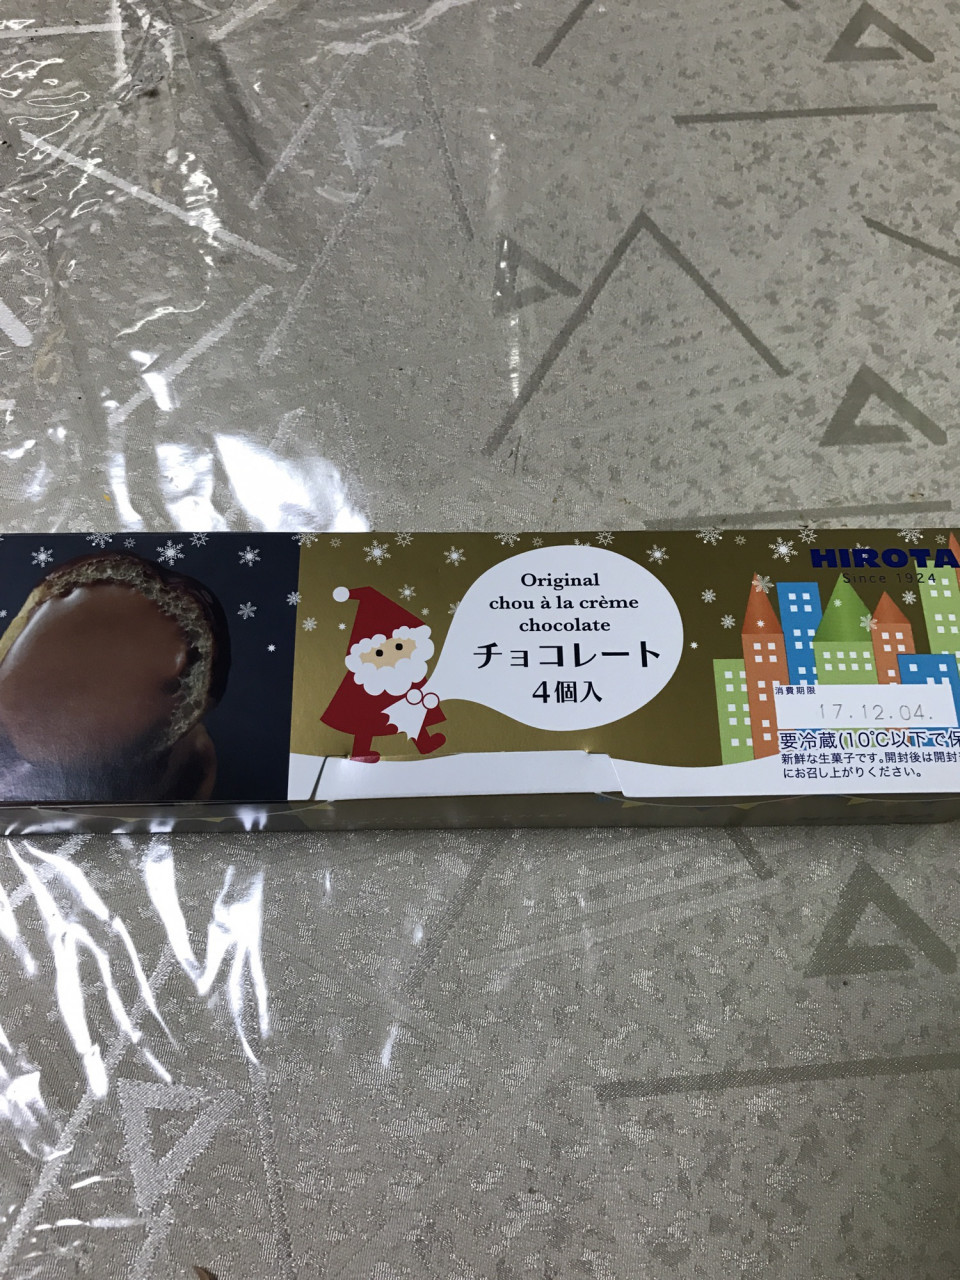 Original
chou à la crème
chocolate
チョコレート
4個入
HIROTA
Since 1924
消費期限
17.12.04.
要冷蔵(10℃以下で保
新鮮な生菓子です。開封後は開封
にお召し上がりください。